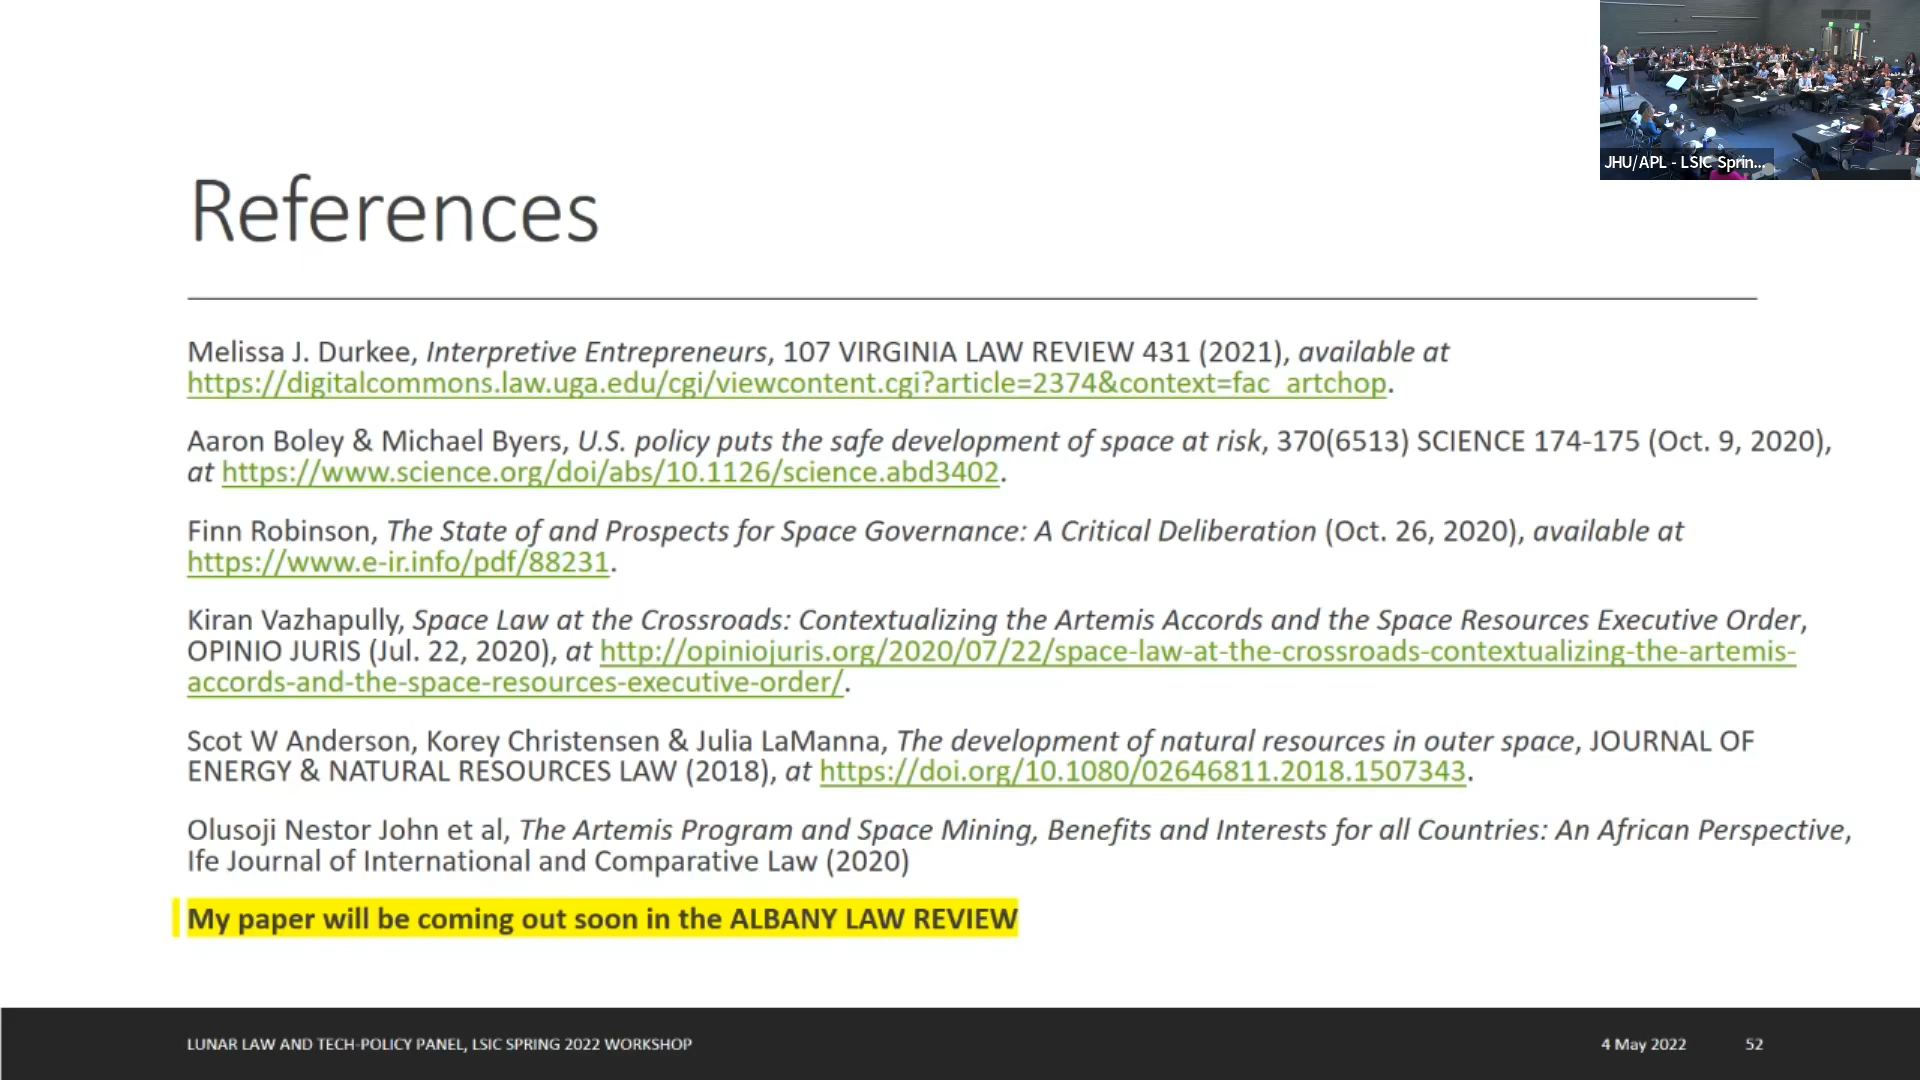 JHU/APL - LSIC Sprin...
References
Melissa J. Durkee, Interpretive Entrepreneurs, 107 VIRGINIA LAW REVIEW 431 (2021), available at
https://digitalcommons.law.uga.edu/cgi/viewcontent.cgi?article=2374&context=fac_artchop.
Aaron Boley & Michael Byers, U.S. policy puts the safe development of space at risk, 370(6513) SCIENCE 174-175 (Oct. 9, 2020),
at https://www.science.org/doi/abs/10.1126/science.abd3402.
Finn Robinson, The State of and Prospects for Space Governance: A Critical Deliberation (Oct. 26, 2020), available at
https://www.e-ir.info/pdf/88231.
Kiran Vazhapully, Space Law at the Crossroads: Contextualizing the Artemis Accords and the Space Resources Executive Order,
OPINIO JURIS (Jul. 22, 2020), at http://opiniojuris.org/2020/07/22/space-law-at-the-crossroads-contextualizing-the-artemis-
accords-and-the-space-resources-executive-order/.
Scot W Anderson, Korey Christensen & Julia LaManna, The development of natural resources in outer space, JOURNAL OF
ENERGY & NATURAL RESOURCES LAW (2018), at https://doi.org/10.1080/02646811.2018.1507343.
Olusoji Nestor John et al, The Artemis Program and Space Mining, Benefits and Interests for all Countries: An African Perspective,
Ife Journal of International and Comparative Law (2020)
My paper will be coming out soon in the ALBANY LAW REVIEW
LUNAR LAW AND TECH-POLICY PANEL, LSIC SPRING 2022 WORKSHOP
4 May 2022
52